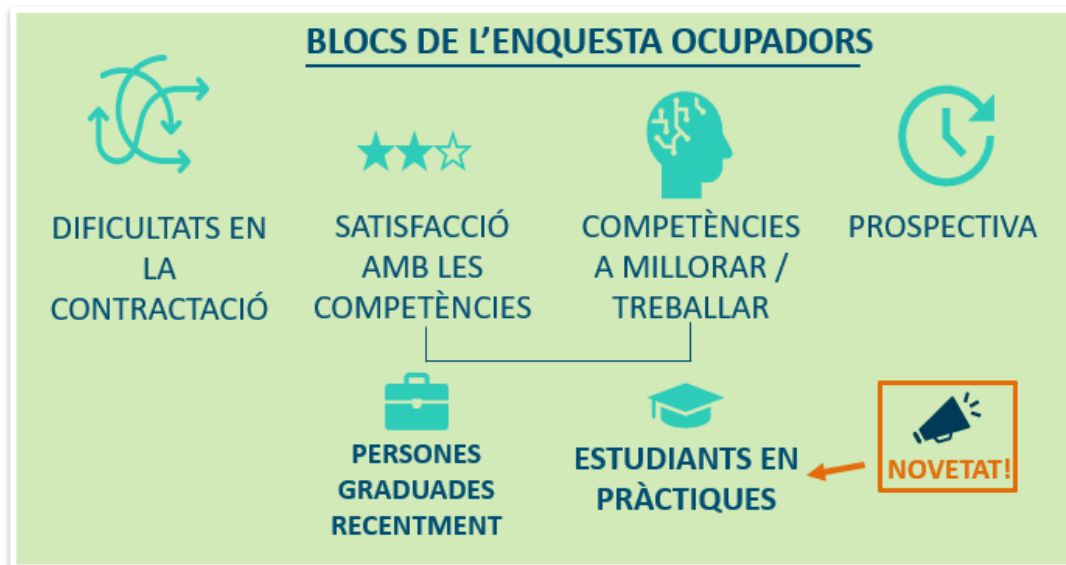 BLOCS DE L'ENQUESTA OCUPADORS
DIFICULTATS EN
LA
CONTRACTACIÓ
SATISFACCIÓ
AMB LES
COMPETÈNCIES
COMPETÈNCIES
A MILLORAR /
TREBALLAR
PROSPECTIVA
PERSONES
GRADUADES
RECENTMENT
ESTUDIANTS EN
PRÀCTIQUES
NOVETAT!